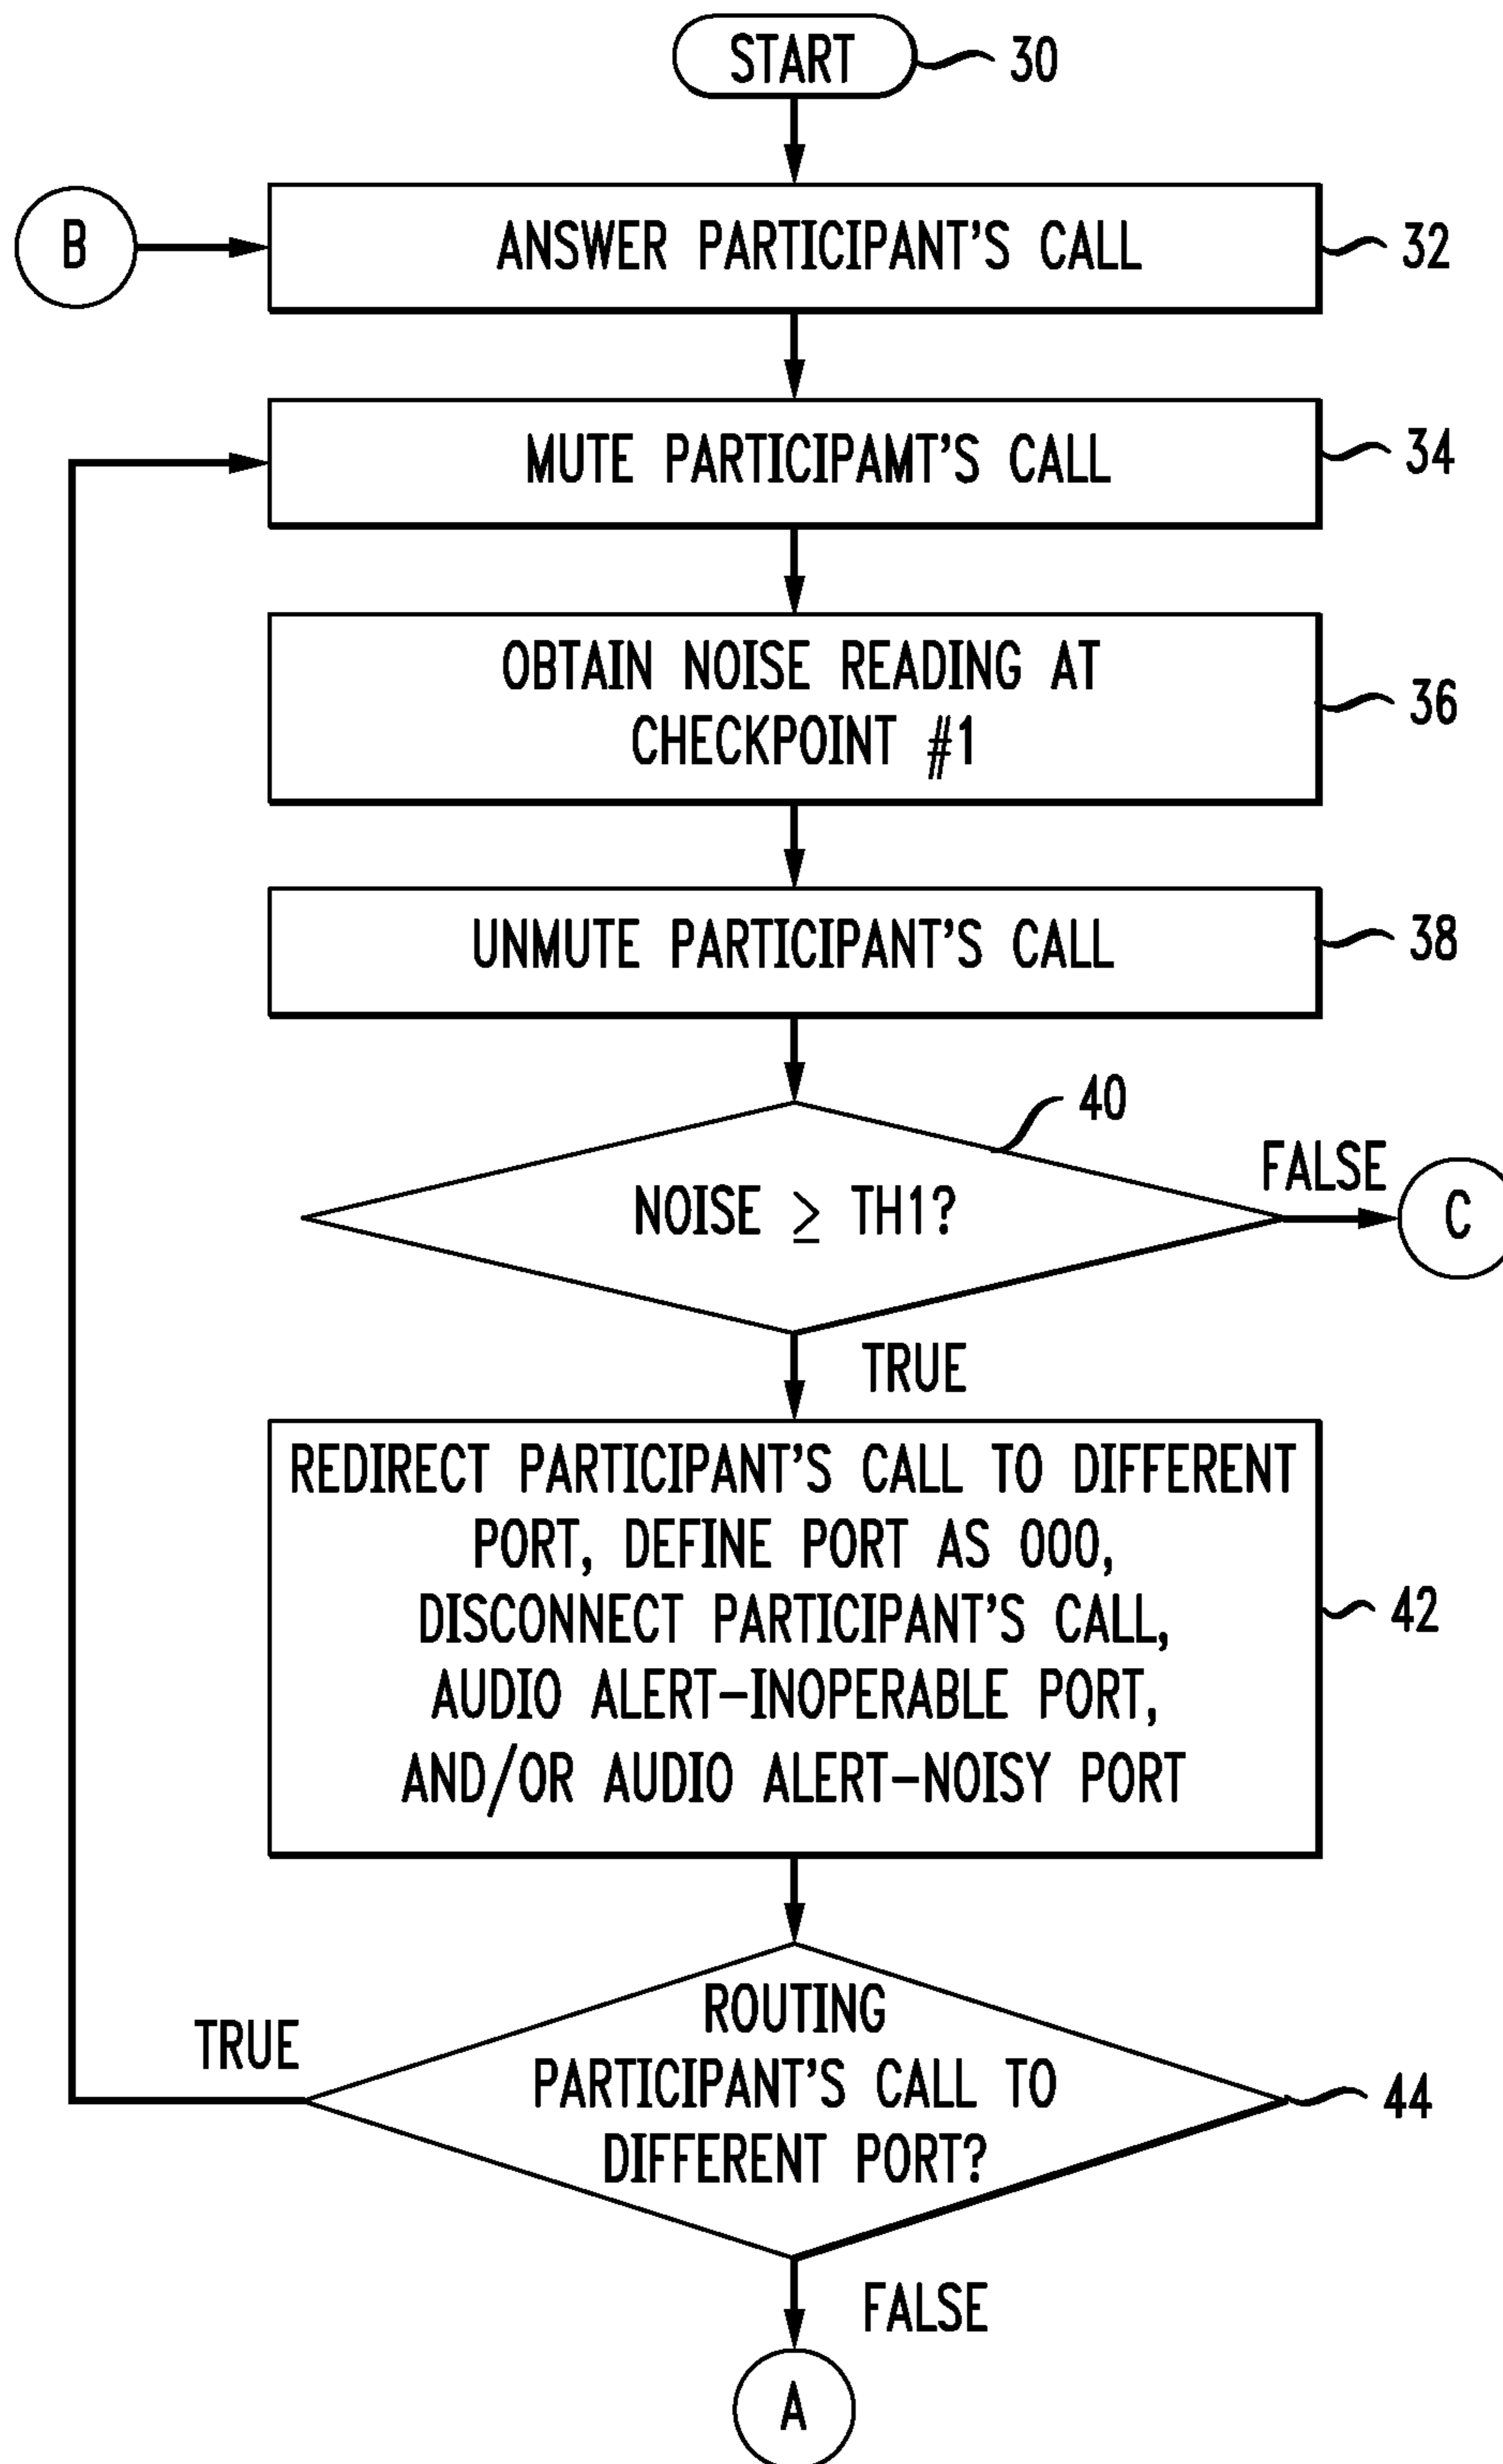 START
30
B
ANSWER PARTICIPANT'S CALL
32
MUTE PARTICIPAMT'S CALL
34
OBTAIN NOISE READING AT
CHECKPOINT #1
36
UNMUTE PARTICIPANT'S CALL
38
40
NOISE ≥ TH1?
FALSE
C
TRUE
REDIRECT PARTICIPANT'S CALL TO DIFFERENT
PORT, DEFINE PORT AS OOO,
DISCONNECT PARTICIPANT'S CALL,
AUDIO ALERT-INOPERABLE PORT,
AND/OR AUDIO ALERT-NOISY PORT
42
ROUTING
PARTICIPANT'S CALL TO
DIFFERENT PORT?
TRUE
44
FALSE
A